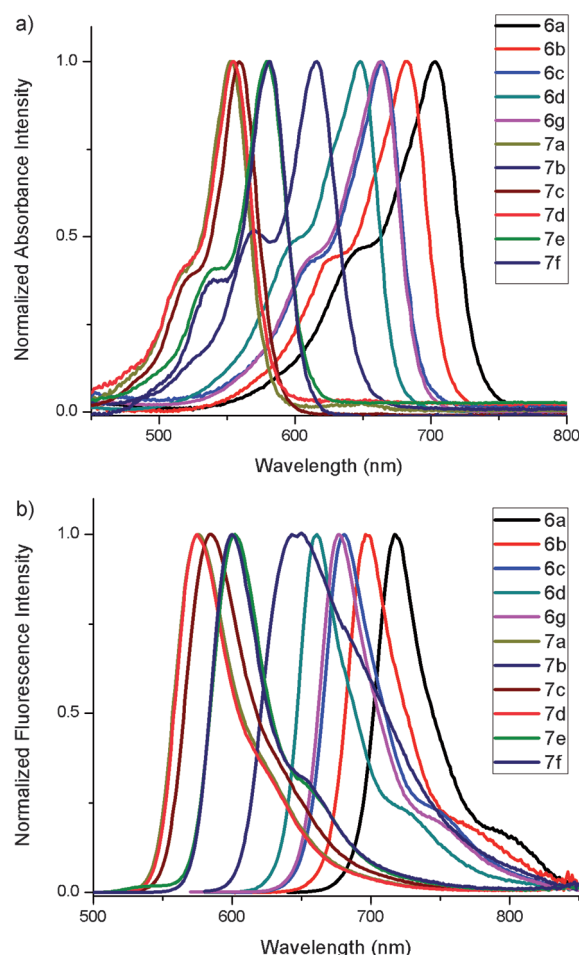 a)
Normalized Absorbance Intensity
1.0
0.5
0.0
500 600 700 800
Wavelength (nm)
6a
6b
6c
6d
6g
7a
7b
7c
7d
7e
7f
b)
Normalized Fluorescence Intensity
1.0
0.5
0.0
500 600 700 800
Wavelength (nm)
6a
6b
6c
6d
6g
7a
7b
7c
7d
7e
7f